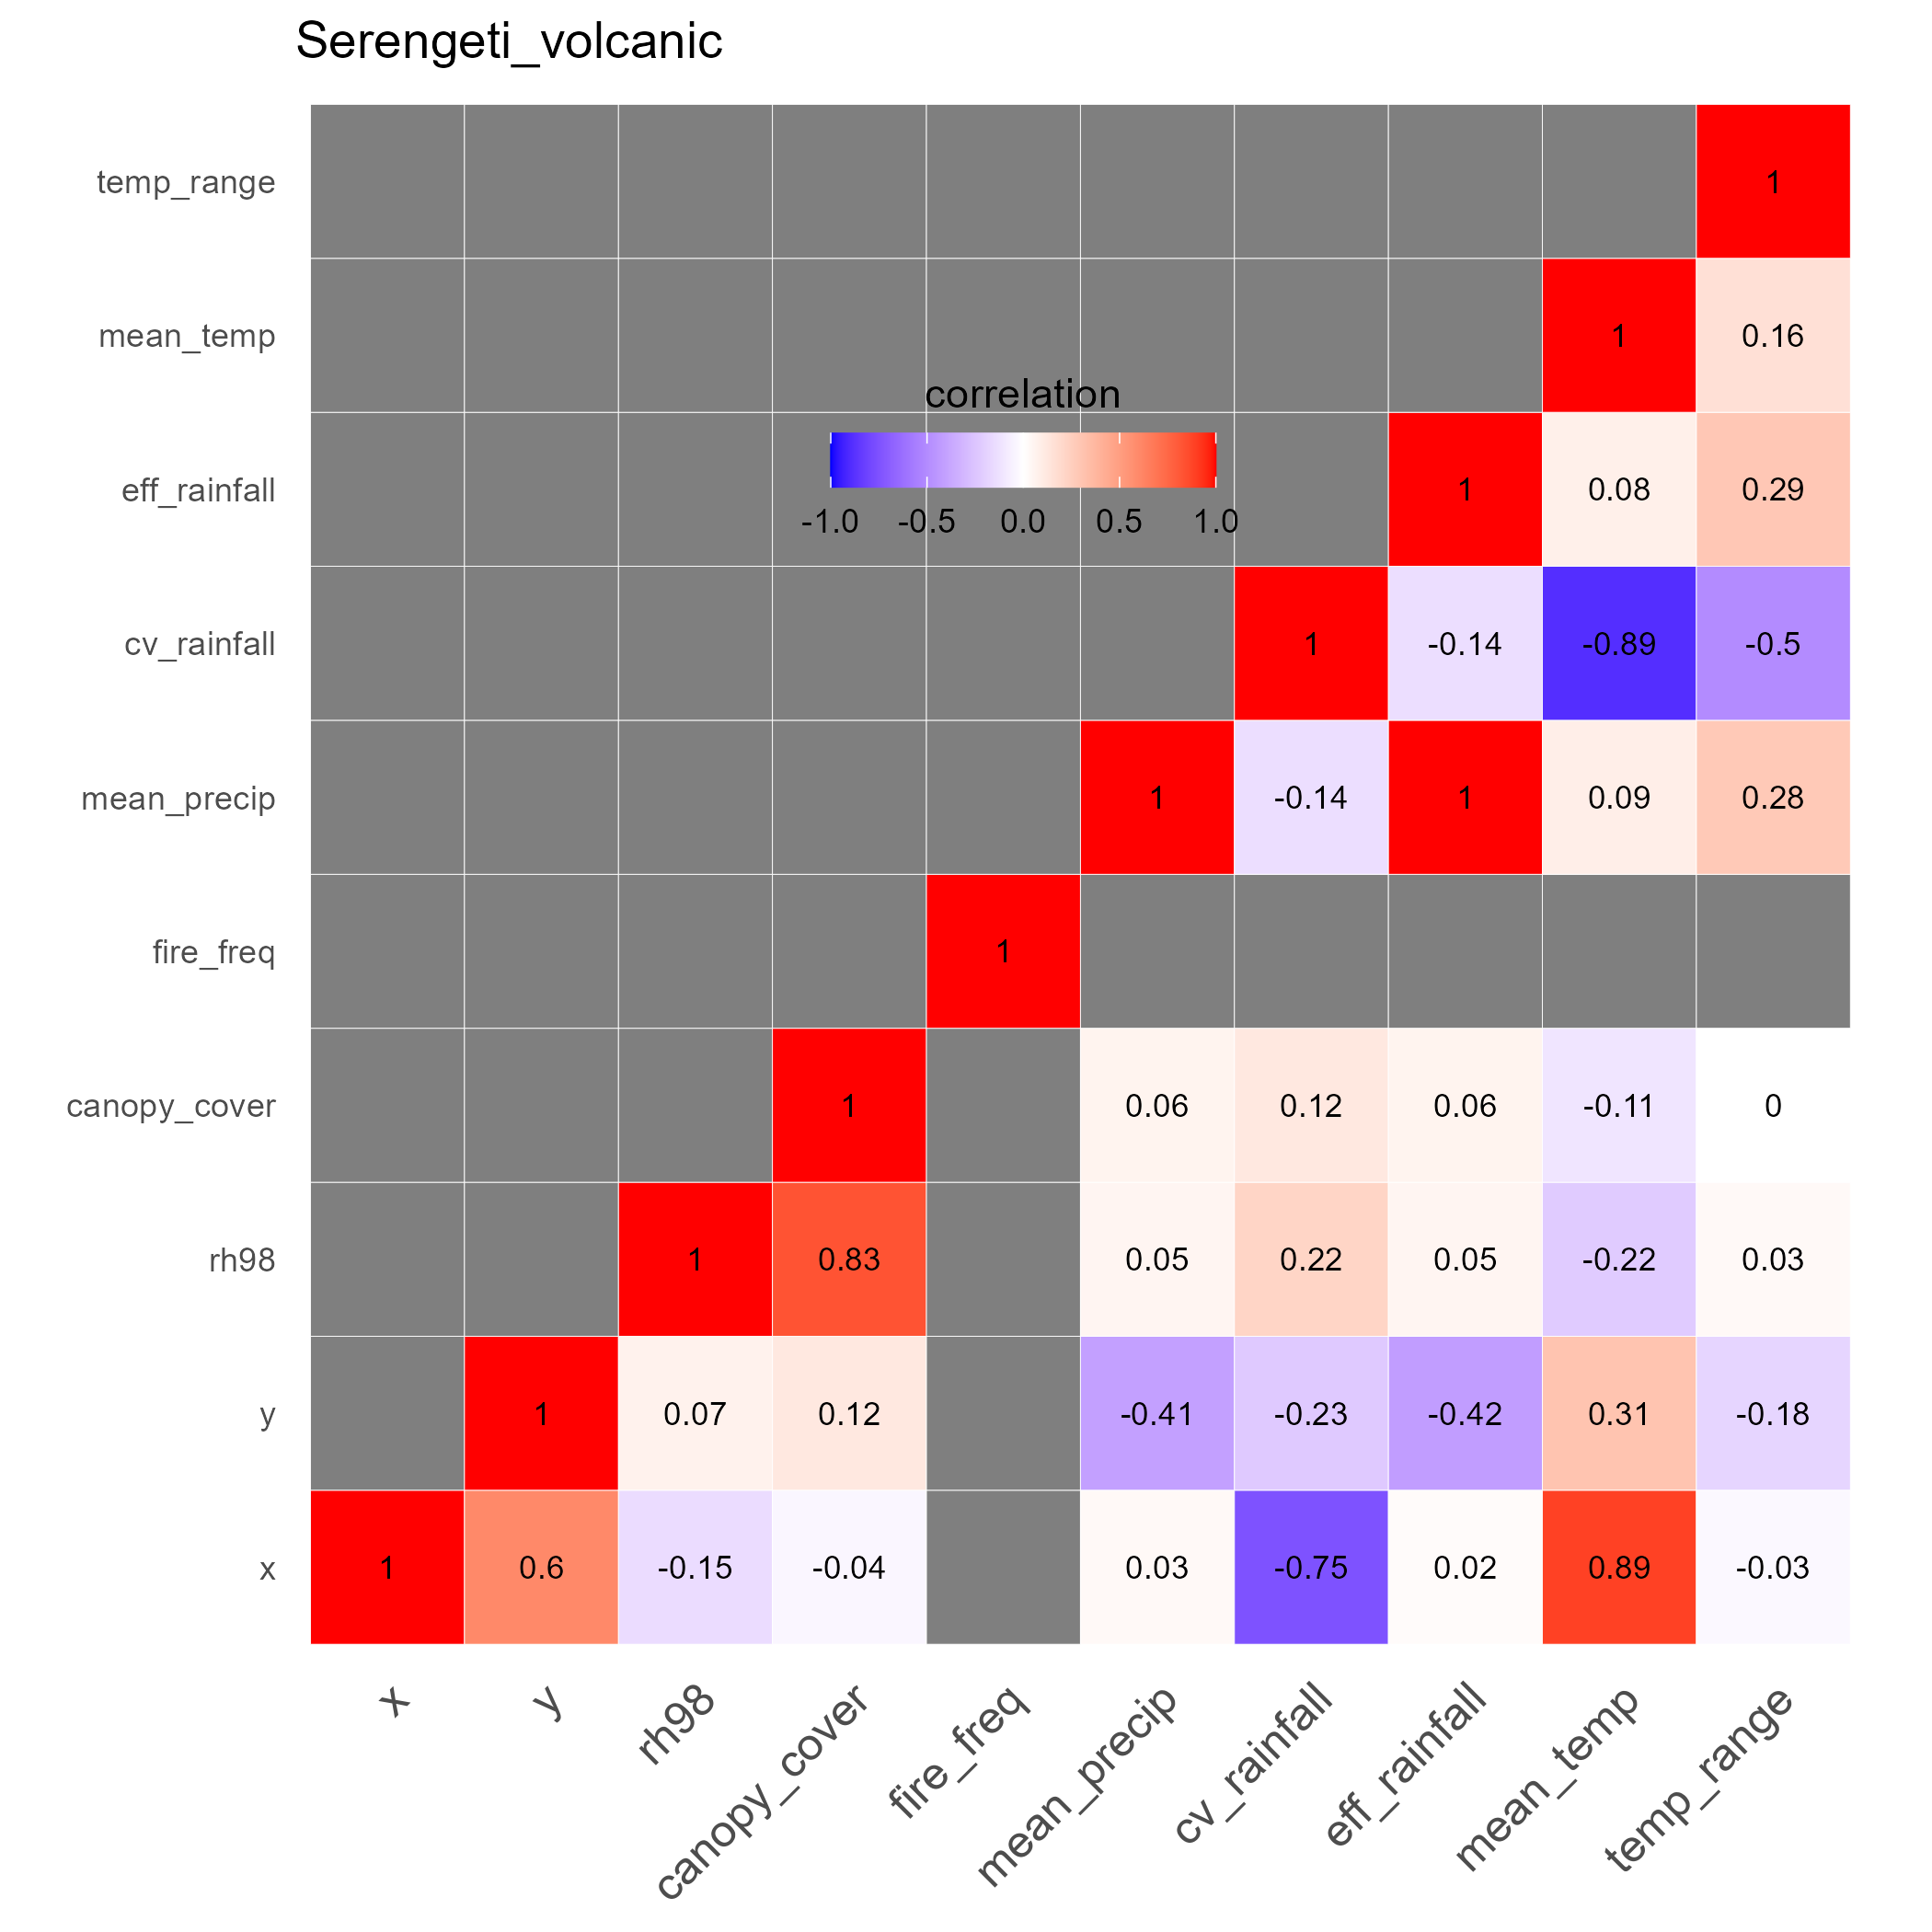 Serengeti_volcanic
temp_range 1
mean_temp 1 0.16
correlation
eff_rainfall 1 0.08 0.29
-1.0 -0.5 0.0 0.5 1.0
cv_rainfall 1 -0.14 -0.89 -0.5
mean_precip 1 -0.14 1 0.09 0.28
fire_freq 1
canopy_cover 1 0.06 0.12 0.06 -0.11 0
rh98 1 0.83 0.05 0.22 0.05 -0.22 0.03
y 1 0.07 0.12 -0.41 -0.23 -0.42 0.31 -0.18
x 1 0.6 -0.15 -0.04 0.03 -0.75 0.02 0.89 -0.03
x y rh98 canopy_cover fire_freq mean_precip cv_rainfall eff_rainfall mean_temp temp_range